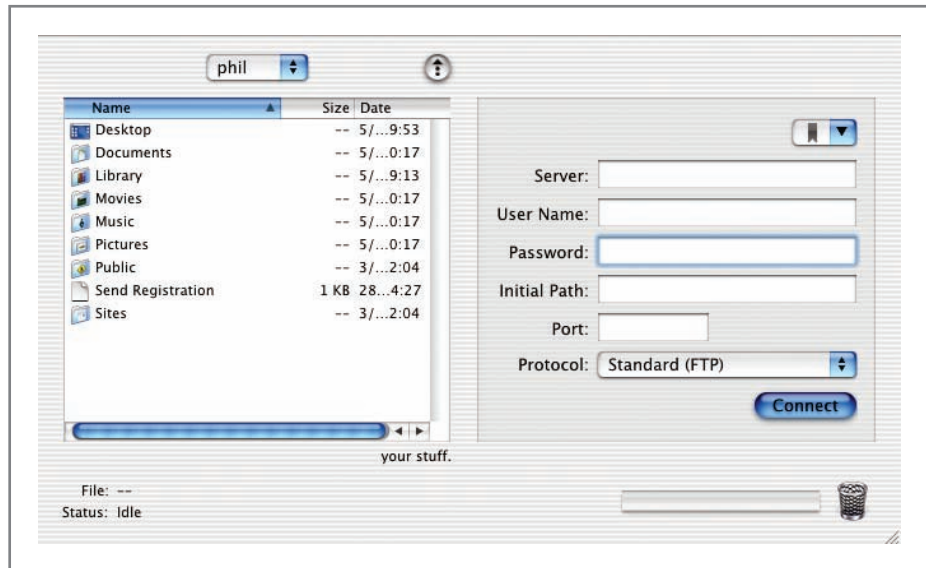 phil
Name Size Date
Desktop -- 5/...9:53
Documents -- 5/...0:17
Library -- 5/...9:13
Movies -- 5/...0:17
Music -- 5/...0:17
Pictures -- 5/...0:17
Public -- 3/...2:04
Send Registration 1 KB 28...4:27
Sites -- 3/...2:04
your stuff.
Server:
User Name:
Password:
Initial Path:
Port:
Protocol: Standard (FTP)
Connect
File: --
Status: Idle